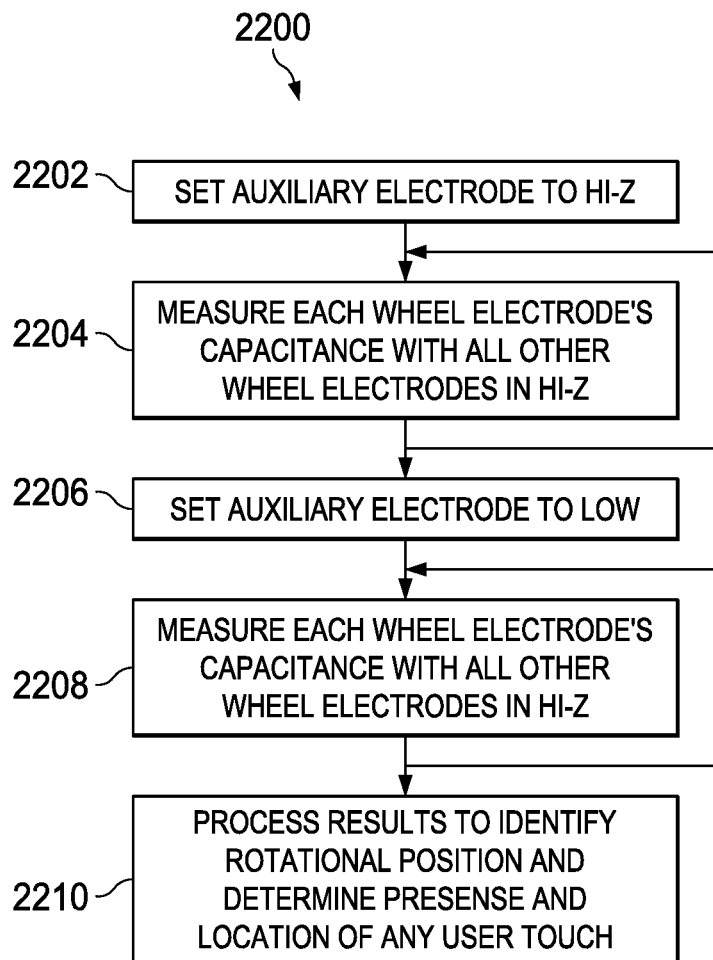 2200
2202
SET AUXILIARY ELECTRODE TO HI-Z
2204
MEASURE EACH WHEEL ELECTRODE'S
CAPACITANCE WITH ALL OTHER
WHEEL ELECTRODES IN HI-Z
2206
SET AUXILIARY ELECTRODE TO LOW
2208
MEASURE EACH WHEEL ELECTRODE'S
CAPACITANCE WITH ALL OTHER
WHEEL ELECTRODES IN HI-Z
2210
PROCESS RESULTS TO IDENTIFY
ROTATIONAL POSITION AND
DETERMINE PRESENSE AND
LOCATION OF ANY USER TOUCH